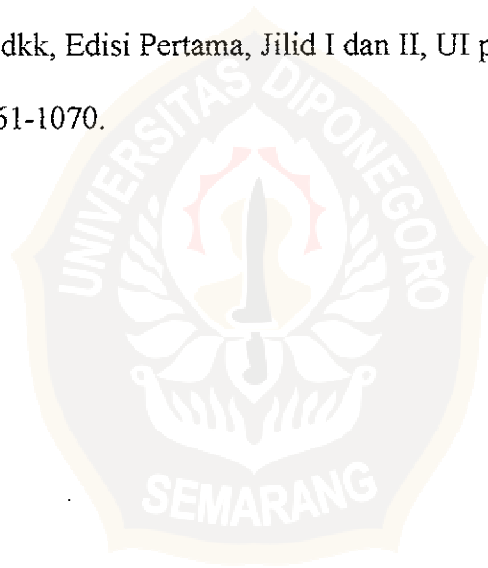 dkk, Edisi Pertama, Jilid I dan II, UI p
61-1070.
UNIVERSITAS DIPONEGORO
SEMARANG